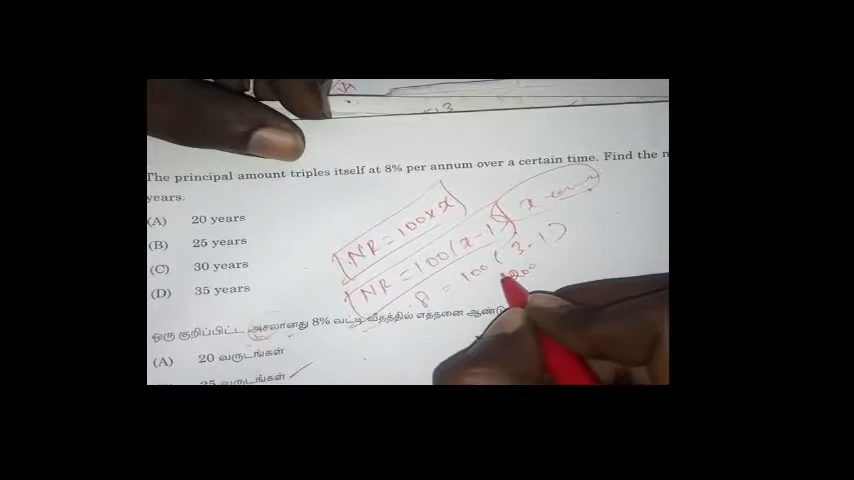 The principal amount triples itself at 8% per annum over a certain time. Find the n
years.
(A) 20 years
(B) 25 years
(C) 30 years
(D) 35 years
NR = 100 x x
NR = 100 (x - 1)
8 = 100 ( 3 - 1 )
200
ஒரு குறிப்பிட்ட அசலானது 8% வட்டி வீதத்தில் எத்தனை ஆண்டு
(A) 20 வருடங்கள்
25 வருடங்கள்